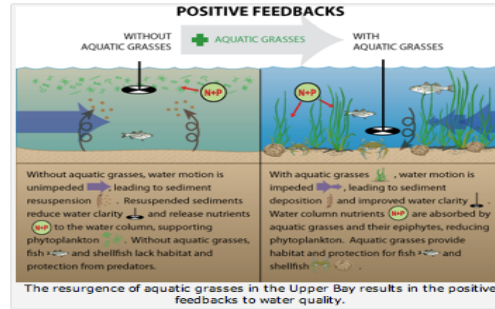 POSITIVE FEEDBACKS
WITHOUT
AQUATIC GRASSES
AQUATIC GRASSES
WITH
AQUATIC GRASSES
N+P
N+P
Without aquatic grasses, water motion is
unimpeded , leading to sediment
resuspension . Resuspended sediments
reduce water clarity and release nutrients
N+P to the water column, supporting
phytoplankton . Without aquatic grasses,
fish and shellfish lack habitat and
protection from predators.
With aquatic grasses , water motion is
impeded , leading to sediment
deposition and improved water clarity .
Water column nutrients N+P are absorbed by
aquatic grasses and their epiphytes, reducing
phytoplankton. Aquatic grasses provide
habitat and protection for fish and
shellfish .
The resurgence of aquatic grasses in the Upper Bay results in the positive
feedbacks to water quality.